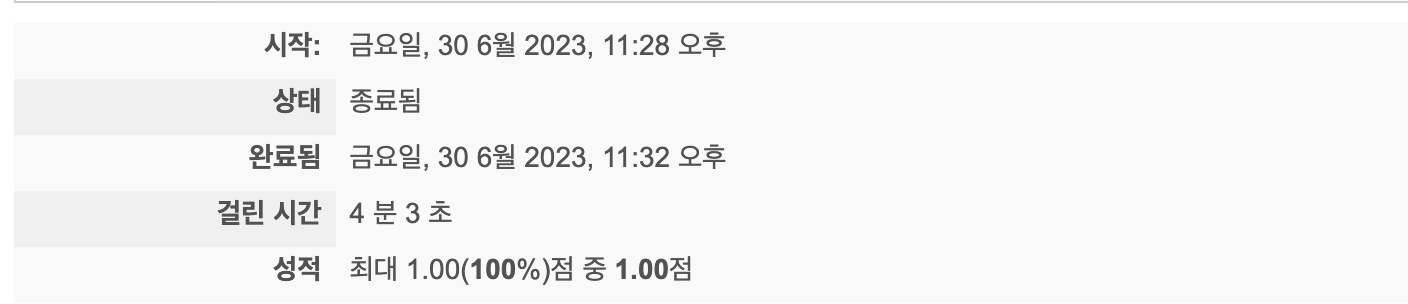 시작: 금요일, 30 6월 2023, 11:28 오후
상태 종료됨
완료됨 금요일, 30 6월 2023, 11:32 오후
걸린 시간 4 분 3 초
성적 최대 1.00(100%)점 중 1.00점